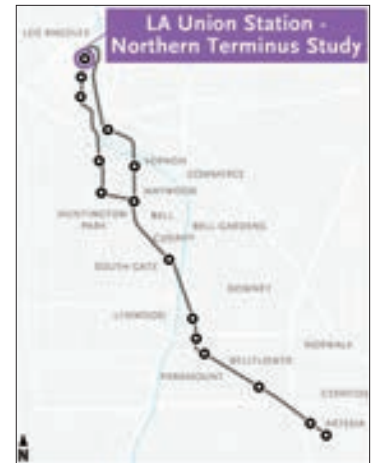 LA Union Station -
Northern Terminus Study
LOS ANGELES
VERNON
COMMERCE
MAYWOOD
HUNTINGTON
PARK
BELL
BELL GARDENS
CUDAHY
SOUTH GATE
DOWNEY
LYNWOOD
NORWALK
BELLFLOWER
PARAMOUNT
CERRITOS
ARTESIA
N